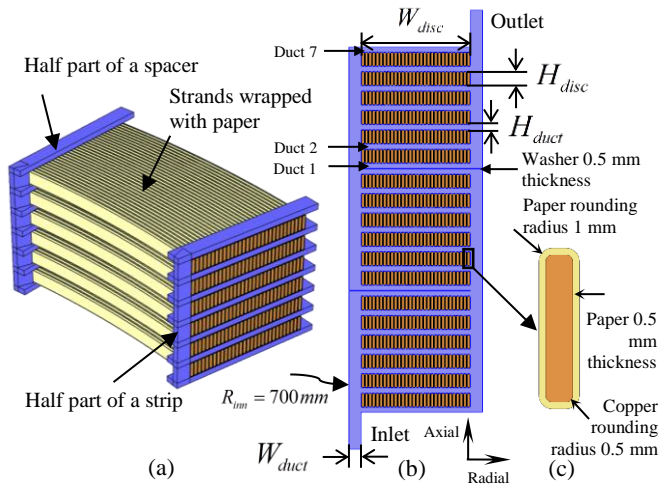 Half part of a spacer
Strands wrapped
with paper
Half part of a strip
(a)
W_disc
Outlet
Duct 7
H_disc
H_duct
Duct 2
Duct 1
Washer 0.5 mm
thickness
R_inn = 700 mm
W_duct
Inlet
(b)
Axial
Radial
Paper rounding
radius 1 mm
Paper 0.5
mm
thickness
Copper
rounding
radius 0.5 mm
(c)